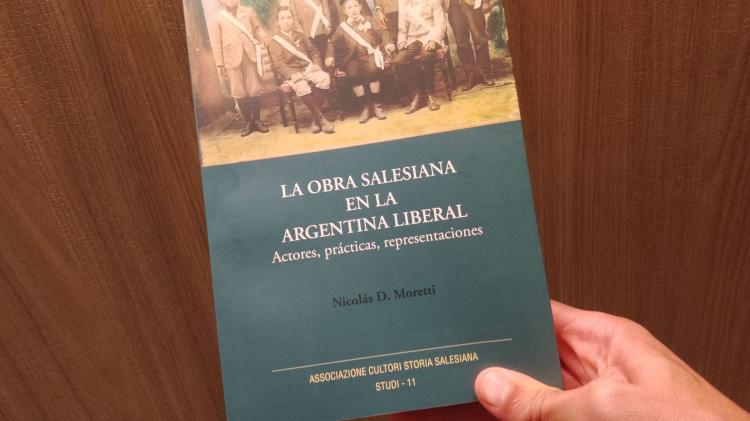 LA OBRA SALESIANA
EN LA
ARGENTINA LIBERAL
Actores, prácticas, representaciones
Nicolás D. Moretti
ASSOCIAZIONE CULTORI STORIA SALESIANA
STUDI - 11